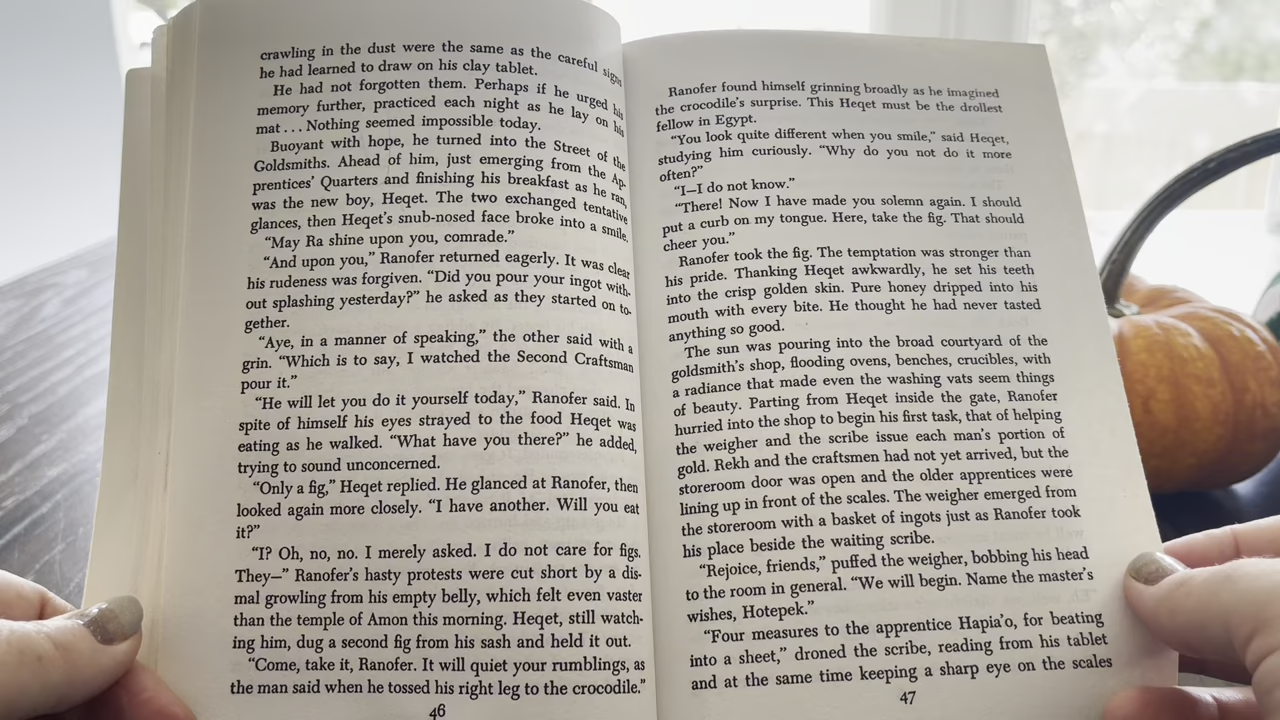 crawling in the dust were the same as the careful signs
he had learned to draw on his clay tablet.
He had not forgotten them. Perhaps if he urged his
memory further, practiced each night as he lay on his
mat . . . Nothing seemed impossible today.
Buoyant with hope, he turned into the Street of the
Goldsmiths. Ahead of him, just emerging from the Ap-
prentices’ Quarters and finishing his breakfast as he ran,
was the new boy, Heqet. The two exchanged tentative
glances, then Heqet’s snub-nosed face broke into a smile.
“May Ra shine upon you, comrade.”
“And upon you,” Ranofer returned eagerly. It was clear
his rudeness was forgiven. “Did you pour your ingot with-
out splashing yesterday?” he asked as they started on to-
gether.
“Aye, in a manner of speaking,” the other said with a
grin. “Which is to say, I watched the Second Craftsman
pour it.”
“He will let you do it yourself today,” Ranofer said. In
spite of himself his eyes strayed to the food Heqet was
eating as he walked. “What have you there?” he added,
trying to sound unconcerned.
“Only a fig,” Heqet replied. He glanced at Ranofer, then
looked again more closely. “I have another. Will you eat
it?”
“I? Oh, no, no. I merely asked. I do not care for figs.
They—” Ranofer’s hasty protests were cut short by a dis-
mal growling from his empty belly, which felt even vaster
than the temple of Amon this morning. Heqet, still watch-
ing him, dug a second fig from his sash and held it out.
“Come, take it, Ranofer. It will quiet your rumblings, as
the man said when he tossed his right leg to the crocodile.”
46
Ranofer found himself grinning broadly as he imagined
the crocodile’s surprise. This Heqet must be the drollest
fellow in Egypt.
“You look quite different when you smile,” said Heqet,
studying him curiously. “Why do you not do it more
often?”
“I—I do not know.”
“There! Now I have made you solemn again. I should
put a curb on my tongue. Here, take the fig. That should
cheer you.”
Ranofer took the fig. The temptation was stronger than
his pride. Thanking Heqet awkwardly, he set his teeth
into the crisp golden skin. Pure honey dripped into his
mouth with every bite. He thought he had never tasted
anything so good.
The sun was pouring into the broad courtyard of the
goldsmith’s shop, flooding ovens, benches, crucibles, with
a radiance that made even the washing vats seem things
of beauty. Parting from Heqet inside the gate, Ranofer
hurried into the shop to begin his first task, that of helping
the weigher and the scribe issue each man’s portion of
gold. Rekh and the craftsmen had not yet arrived, but the
storeroom door was open and the older apprentices were
lining up in front of the scales. The weigher emerged from
the storeroom with a basket of ingots just as Ranofer took
his place beside the waiting scribe.
“Rejoice, friends,” puffed the weigher, bobbing his head
to the room in general. “We will begin. Name the master’s
wishes, Hotepek.”
“Four measures to the apprentice Hapia’o, for beating
into a sheet,” droned the scribe, reading from his tablet
and at the same time keeping a sharp eye on the scales
47